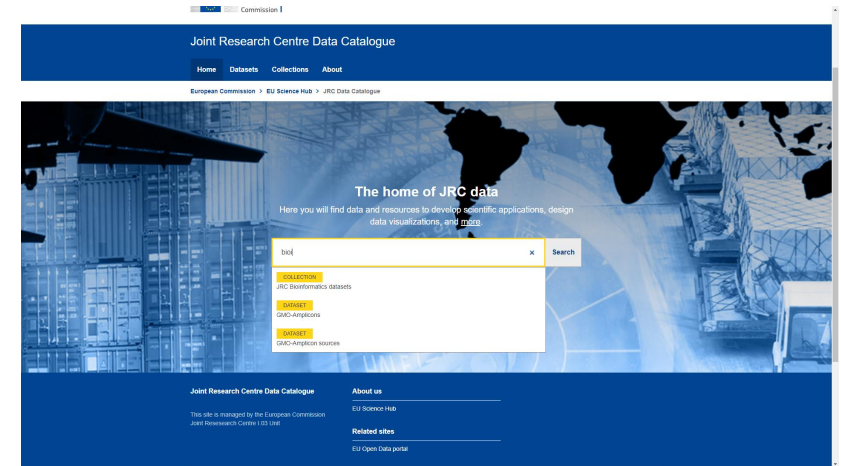 Commission
Joint Research Centre Data Catalogue
Home Datasets Collections About
European Commission > EU Science Hub > JRC Data Catalogue
The home of JRC data
Here you will find data and resources to develop scientific applications, design
data visualizations, and more.
bioi × Search
COLLECTION
JRC Bioinformatics datasets
DATASET
GMO-Amplicons
DATASET
GMO-Amplicon sources
Joint Research Centre Data Catalogue
This site is managed by the European Commission
Joint Reserearch Centre I.03 Unit
About us
EU Science Hub
Related sites
EU Open Data portal